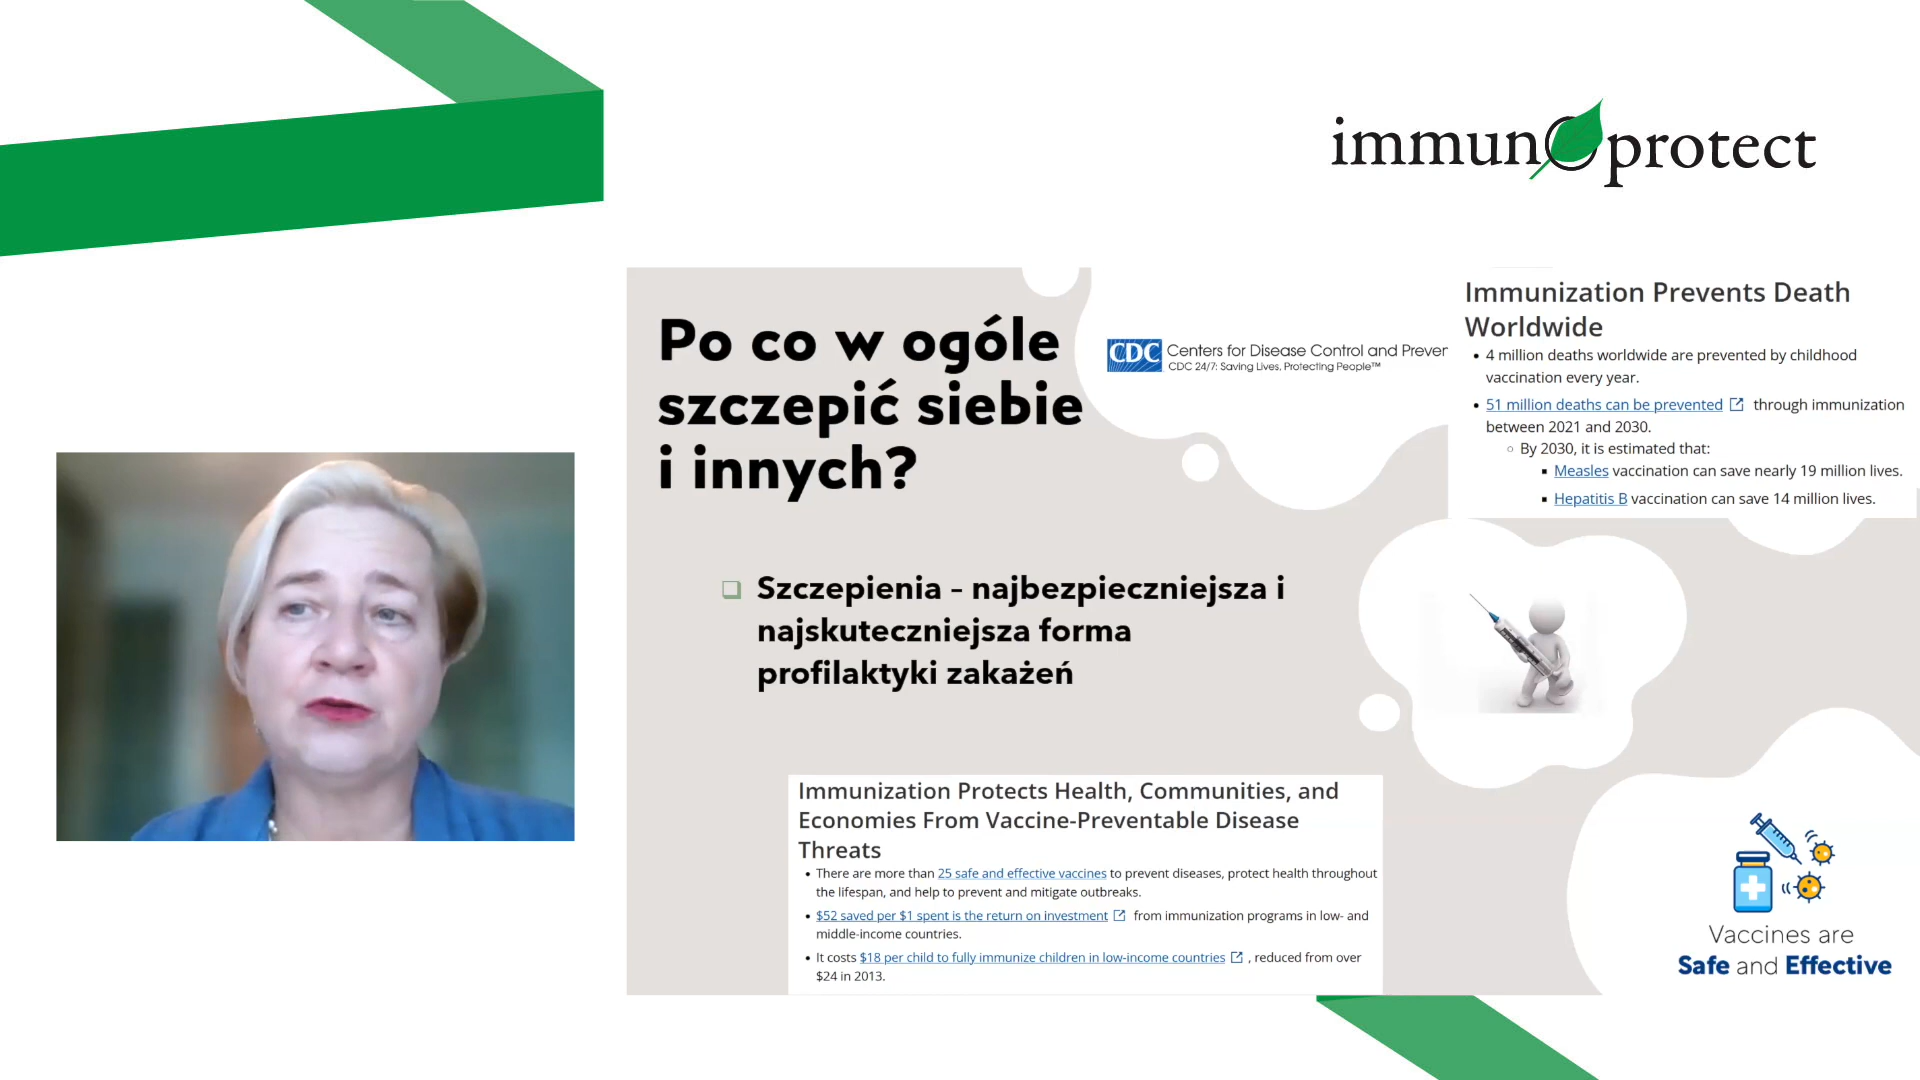 immunoprotect
Po co w ogóle
szczepić siebie
i innych?
CDC Centers for Disease Control and Preven
CDC 24/7: Saving Lives, Protecting People™
Immunization Prevents Death
Worldwide
• 4 million deaths worldwide are prevented by childhood
vaccination every year.
• 51 million deaths can be prevented through immunization
between 2021 and 2030.
○ By 2030, it is estimated that:
▪ Measles vaccination can save nearly 19 million lives.
▪ Hepatitis B vaccination can save 14 million lives.
❑ Szczepienia – najbezpieczniejsza i
najskuteczniejsza forma
profilaktyki zakażeń
Immunization Protects Health, Communities, and
Economies From Vaccine-Preventable Disease
Threats
• There are more than 25 safe and effective vaccines to prevent diseases, protect health throughout
the lifespan, and help to prevent and mitigate outbreaks.
• $52 saved per $1 spent is the return on investment from immunization programs in low- and
middle-income countries.
• It costs $18 per child to fully immunize children in low-income countries , reduced from over
$24 in 2013.
Vaccines are
Safe and Effective